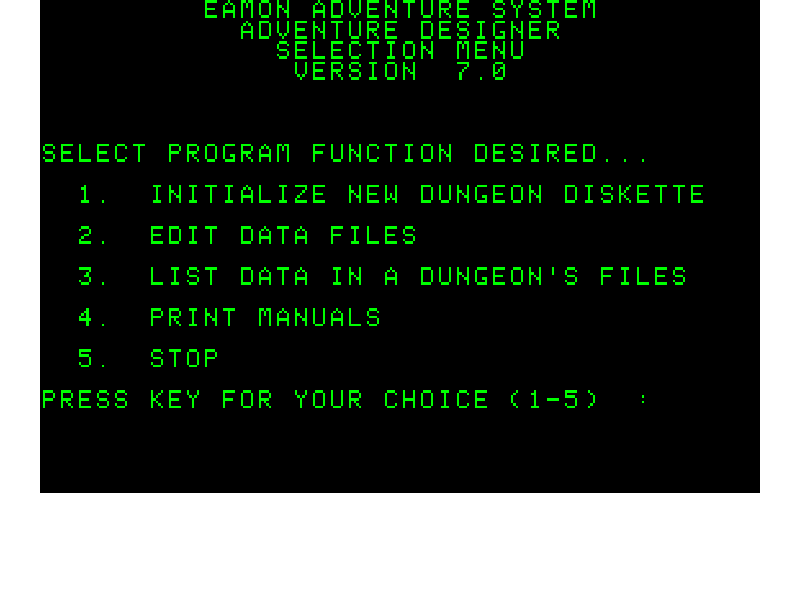 EAMON ADVENTURE SYSTEM
ADVENTURE DESIGNER
SELECTION MENU
VERSION  7.0
SELECT PROGRAM FUNCTION DESIRED...
1.  INITIALIZE NEW DUNGEON DISKETTE
2.  EDIT DATA FILES
3.  LIST DATA IN A DUNGEON'S FILES
4.  PRINT MANUALS
5.  STOP
PRESS KEY FOR YOUR CHOICE (1-5)  :